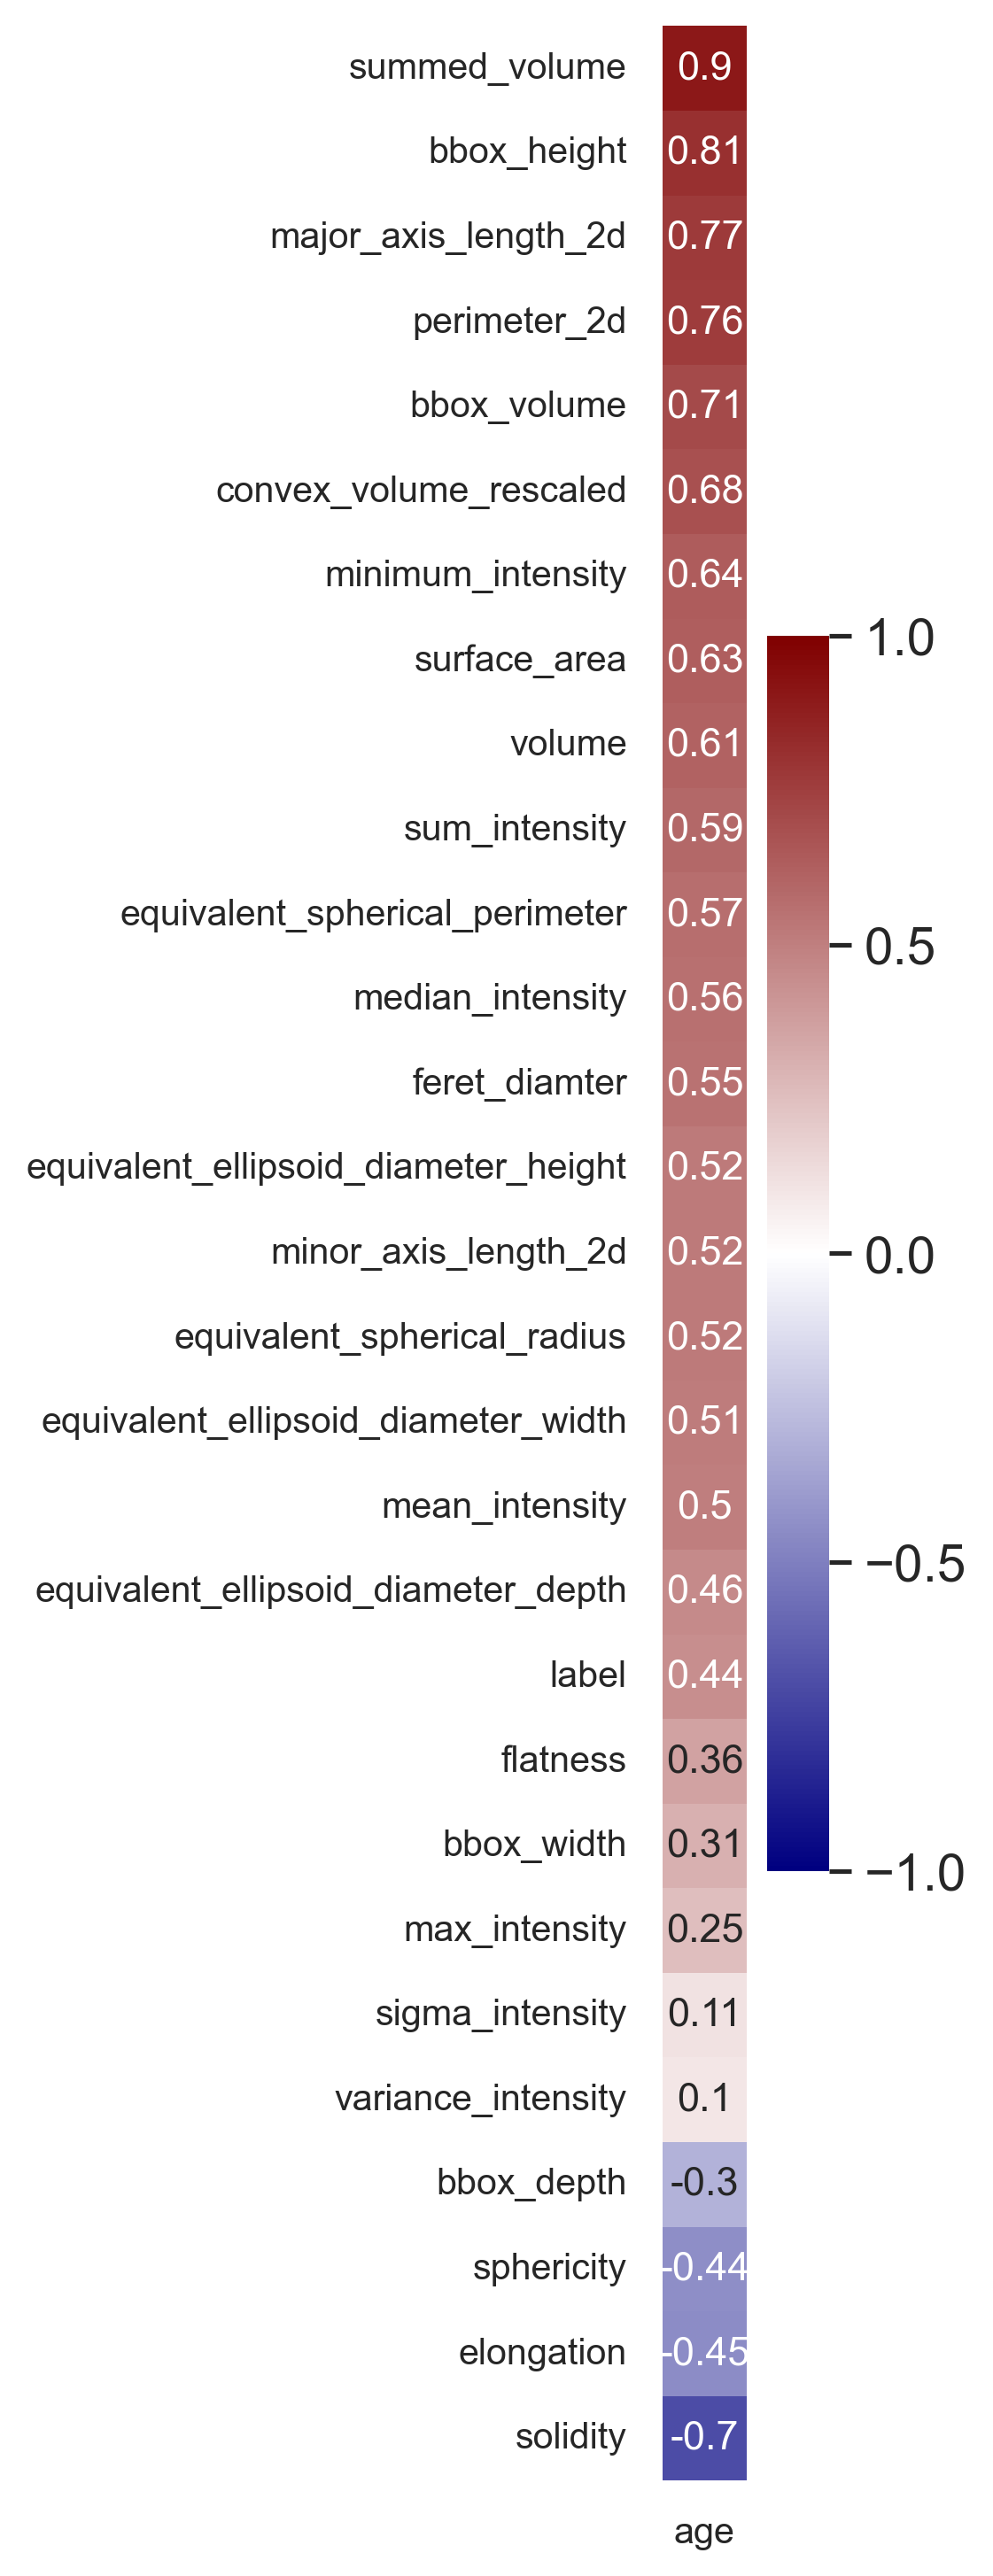 summed_volume 0.9
bbox_height 0.81
major_axis_length_2d 0.77
perimeter_2d 0.76
bbox_volume 0.71
convex_volume_rescaled 0.68
minimum_intensity 0.64
surface_area 0.63
volume 0.61
sum_intensity 0.59
equivalent_spherical_perimeter 0.57
median_intensity 0.56
feret_diamter 0.55
equivalent_ellipsoid_diameter_height 0.52
minor_axis_length_2d 0.52
equivalent_spherical_radius 0.52
equivalent_ellipsoid_diameter_width 0.51
mean_intensity 0.5
equivalent_ellipsoid_diameter_depth 0.46
label 0.44
flatness 0.36
bbox_width 0.31
max_intensity 0.25
sigma_intensity 0.11
variance_intensity 0.1
bbox_depth -0.3
sphericity -0.44
elongation -0.45
solidity -0.7
age
1.0
0.5
0.0
−0.5
−1.0